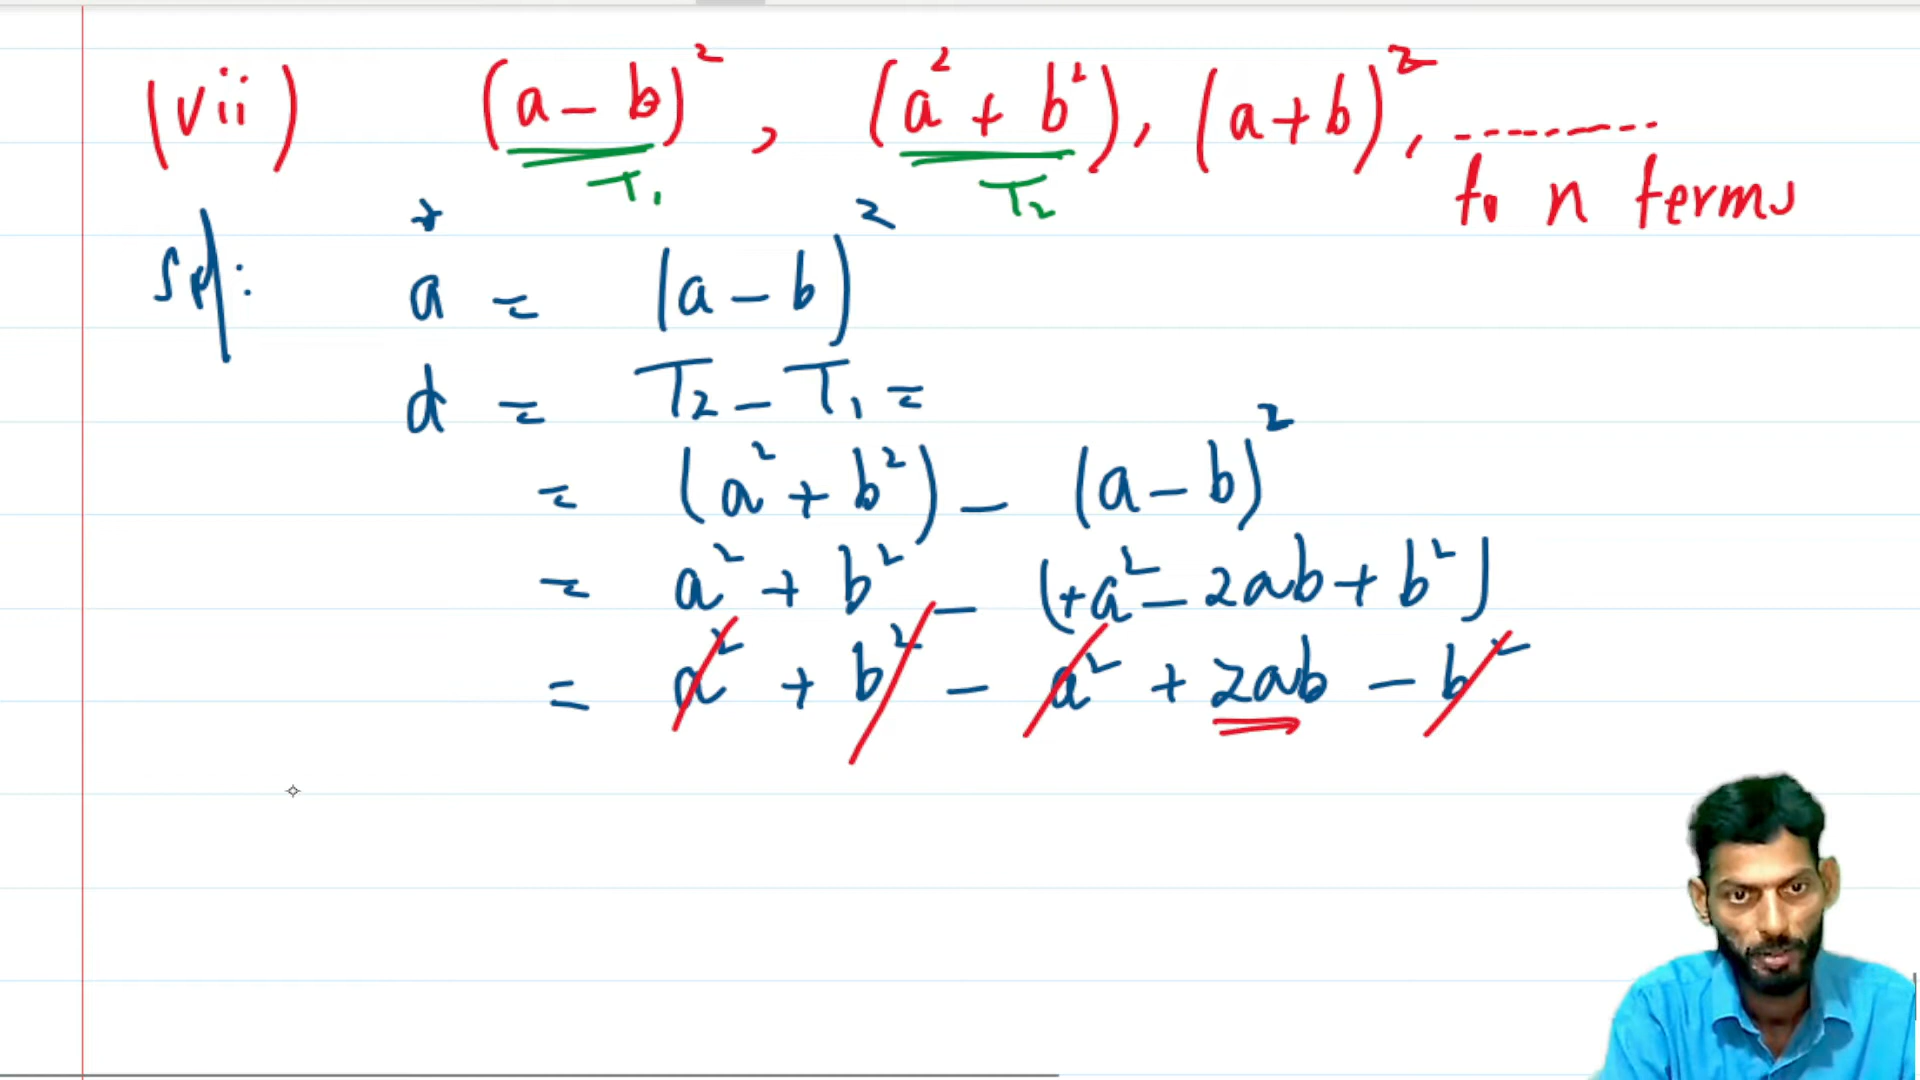 (vii) (a - b)², (a² + b²), (a + b)², ----------
T₁ T₂ to n terms
Sol: a = (a - b)²
d = T₂ - T₁ =
= (a² + b²) - (a - b)²
= a² + b² - (+a² - 2ab + b²)
= a² + b² - a² + 2ab - b²